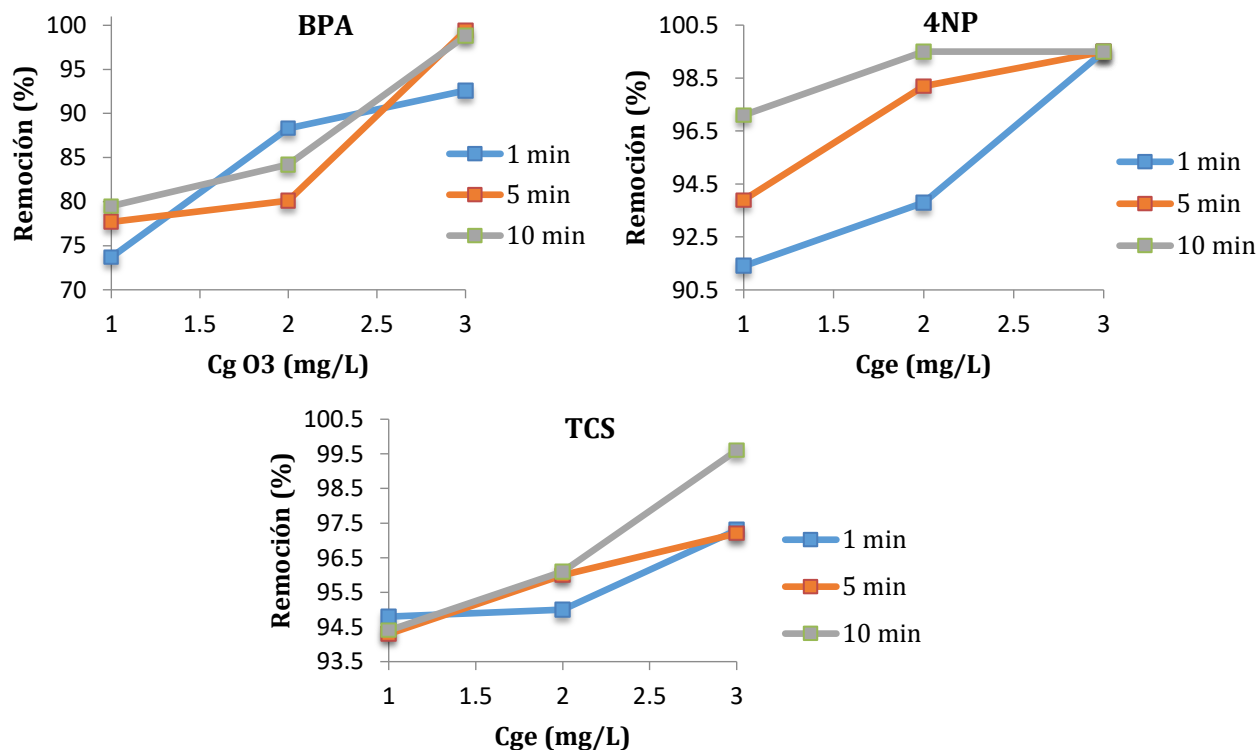 BPA
Remoción (%)
100
95
90
85
80
75
70
1 1.5 2 2.5 3
Cg O3 (mg/L)
1 min
5 min
10 min
4NP
Remoción (%)
100.5
98.5
96.5
94.5
92.5
90.5
1 1.5 2 2.5 3
Cge (mg/L)
1 min
5 min
10 min
TCS
Remoción (%)
100.5
99.5
98.5
97.5
96.5
95.5
94.5
93.5
1 1.5 2 2.5 3
Cge (mg/L)
1 min
5 min
10 min